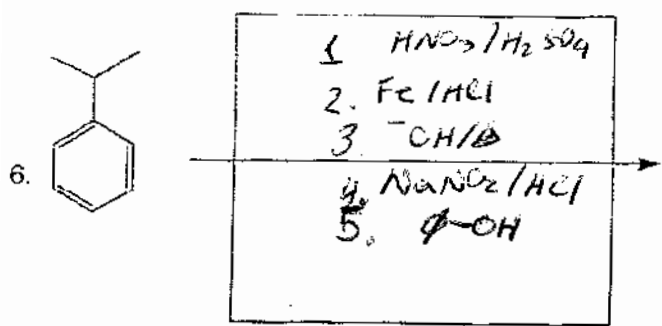 6.
1 HNO₃/H₂SO₄
2. Fe/HCl
3 ⁻OH/Δ
4. NaNO₂/HCl
5. ϕ-OH